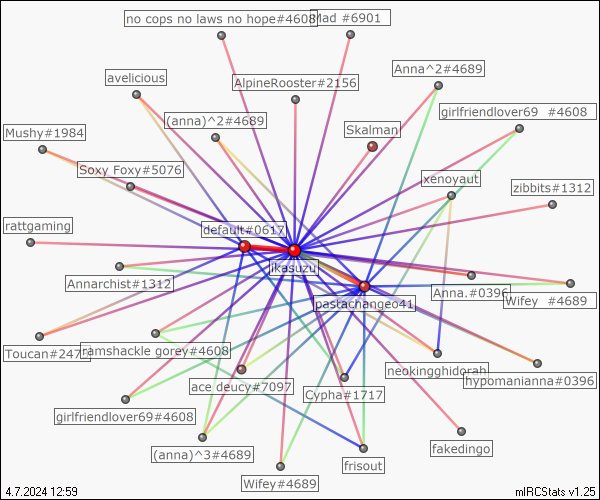 no cops no laws no hope#4608
Mad #6901
avelicious
AlpineRooster#2156
Anna^2#4689
girlfriendlover69 #4608
Mushy#1984
(anna)^2#4689
Skalman
Soxy Foxy#5076
xenoyaut
zibbits#1312
rattgaming
default#0617
ikasuzu
Annarchist#1312
pastachange041
Anna.#0396
Wifey #4689
Toucan#247
ramshackle gorey#4608
ace deucy#7097
Cypha#1717
neokingghidorah
hypomanianna#0396
girlfriendlover69#4608
(anna)^3#4689
Wifey#4689
frisout
fakedingo
4.7.2024 12:59
mIRCStats v1.25